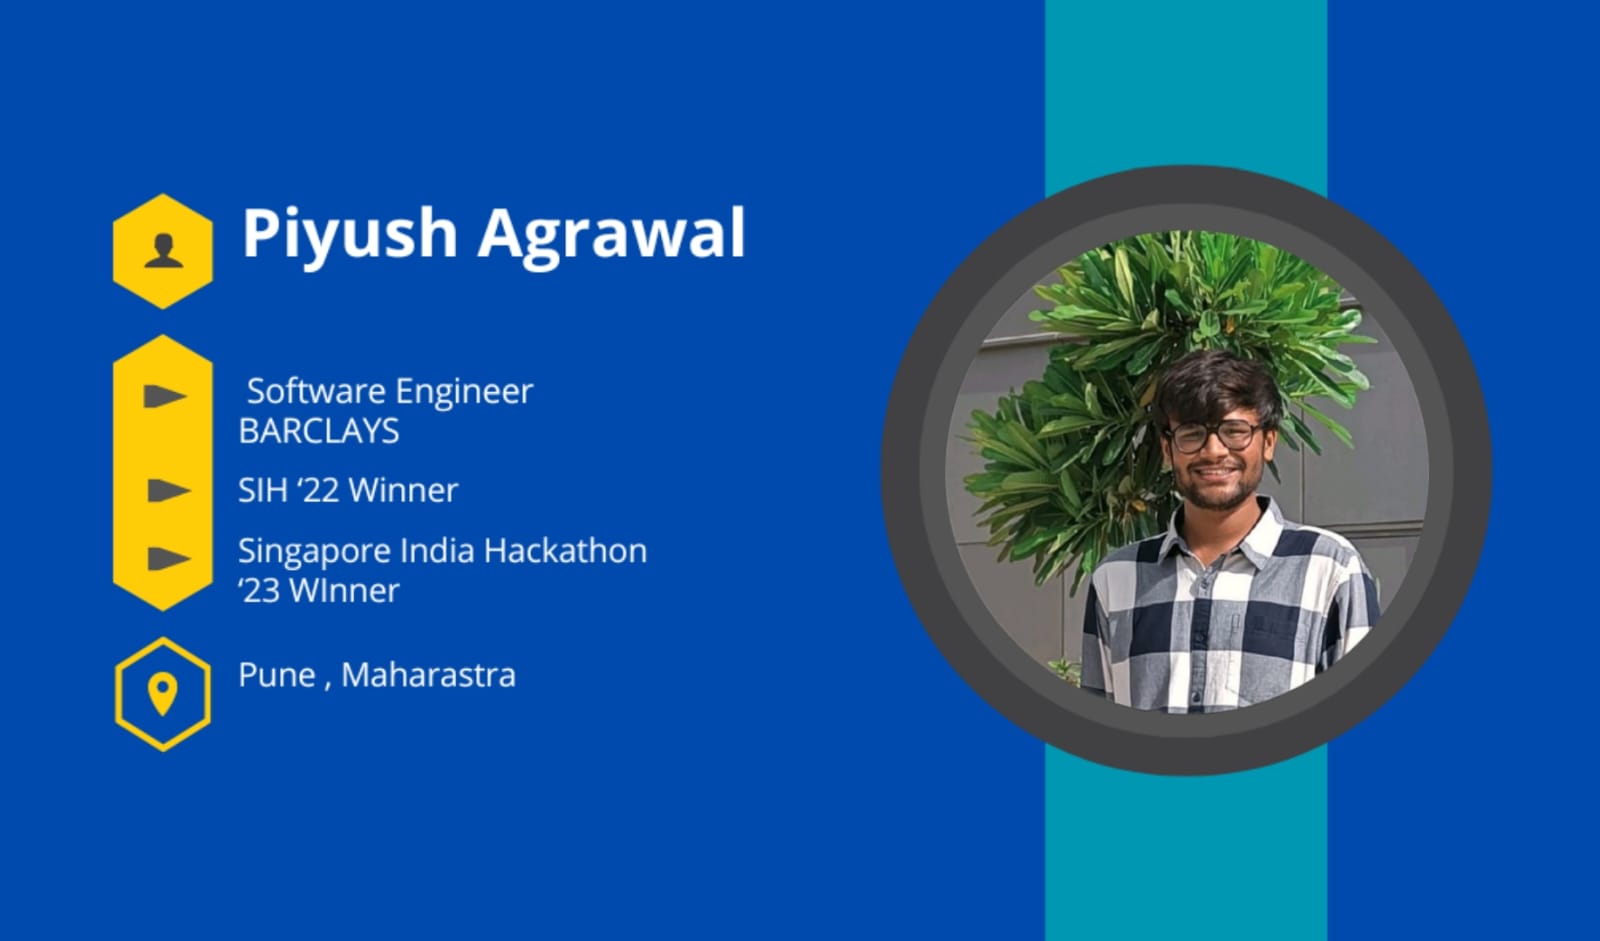 Piyush Agrawal
Software Engineer
BARCLAYS
SIH ‘22 Winner
Singapore India Hackathon
‘23 WInner
Pune , Maharastra